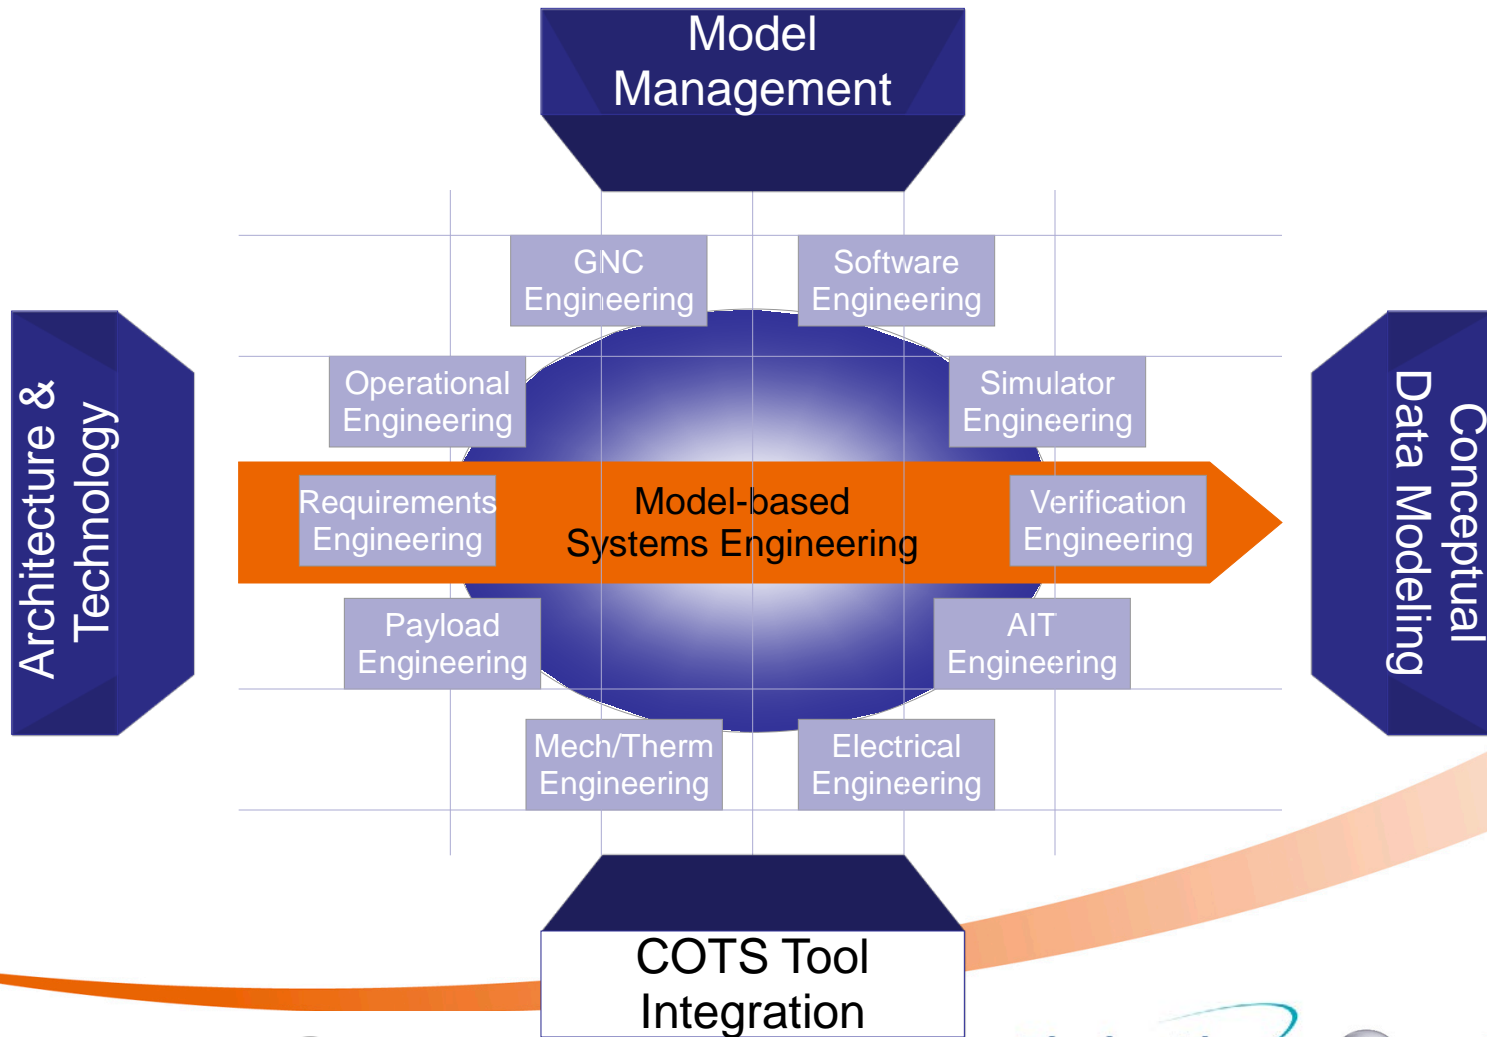 Model
Management
GNC
Engineering
Software
Engineering
Operational
Engineering
Simulator
Engineering
Architecture &
Technology
Conceptual
Data Modeling
Requirements
Engineering
Model-based
Systems Engineering
Verification
Engineering
Payload
Engineering
AIT
Engineering
Mech/Therm
Engineering
Electrical
Engineering
COTS Tool
Integration